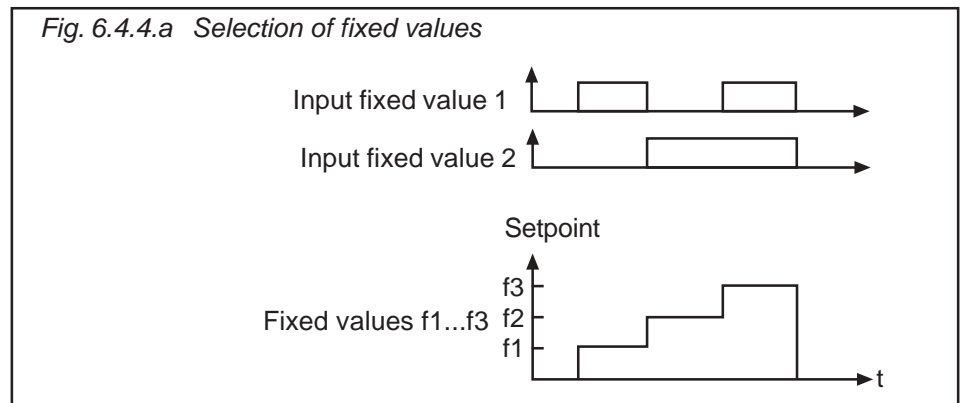 Fig. 6.4.4.a Selection of fixed values
Input fixed value 1
Input fixed value 2
Setpoint
f3
Fixed values f1...f3 f2
f1
t